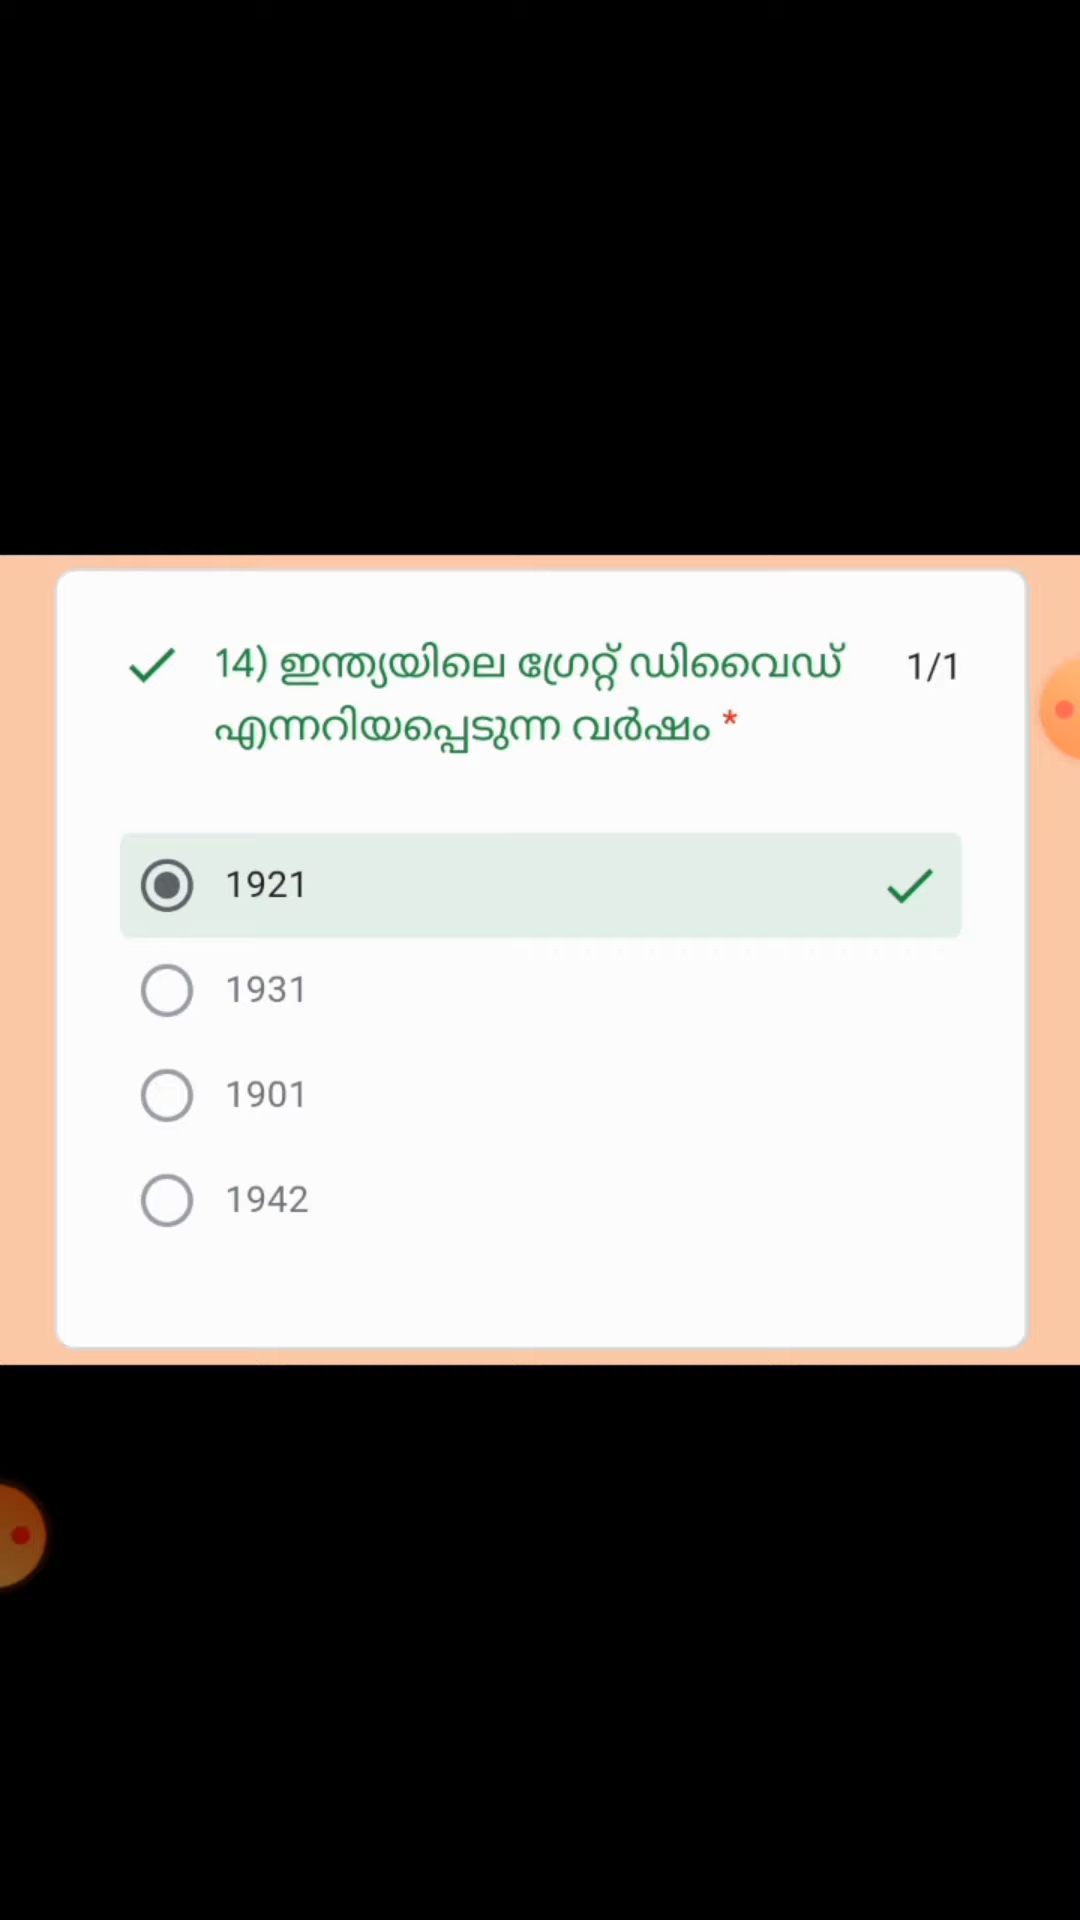 14) ഇന്ത്യയിലെ ഗ്രേറ്റ് ഡിവൈഡ് 1/1
എന്നറിയപ്പെടുന്ന വർഷം *
1921
1931
1901
1942